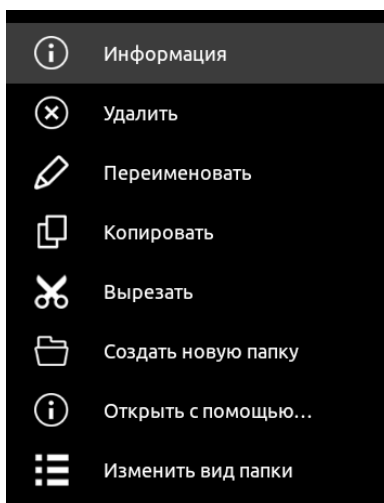 Информация
Удалить
Переименовать
Копировать
Вырезать
Создать новую папку
Открыть с помощью...
Изменить вид папки